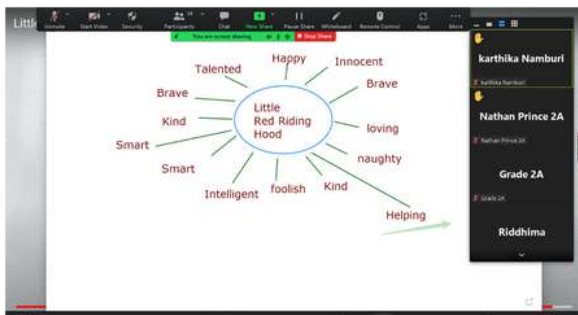 Littl
Unmute
Start Video
Security
Participants
14
Chat
New Share
Pause Share
Whiteboard
Remote Control
Apps
More
You are screen sharing
Stop Share
Happy
Talented
Innocent
Brave
Brave
Kind
Little
Red Riding
Hood
loving
Smart
naughty
Smart
Intelligent
foolish
Kind
Helping
karthika Namburi
karthika Namburi
Nathan Prince 2A
Nathan Prince 2A
Grade 2A
Grade 2A
Riddhima